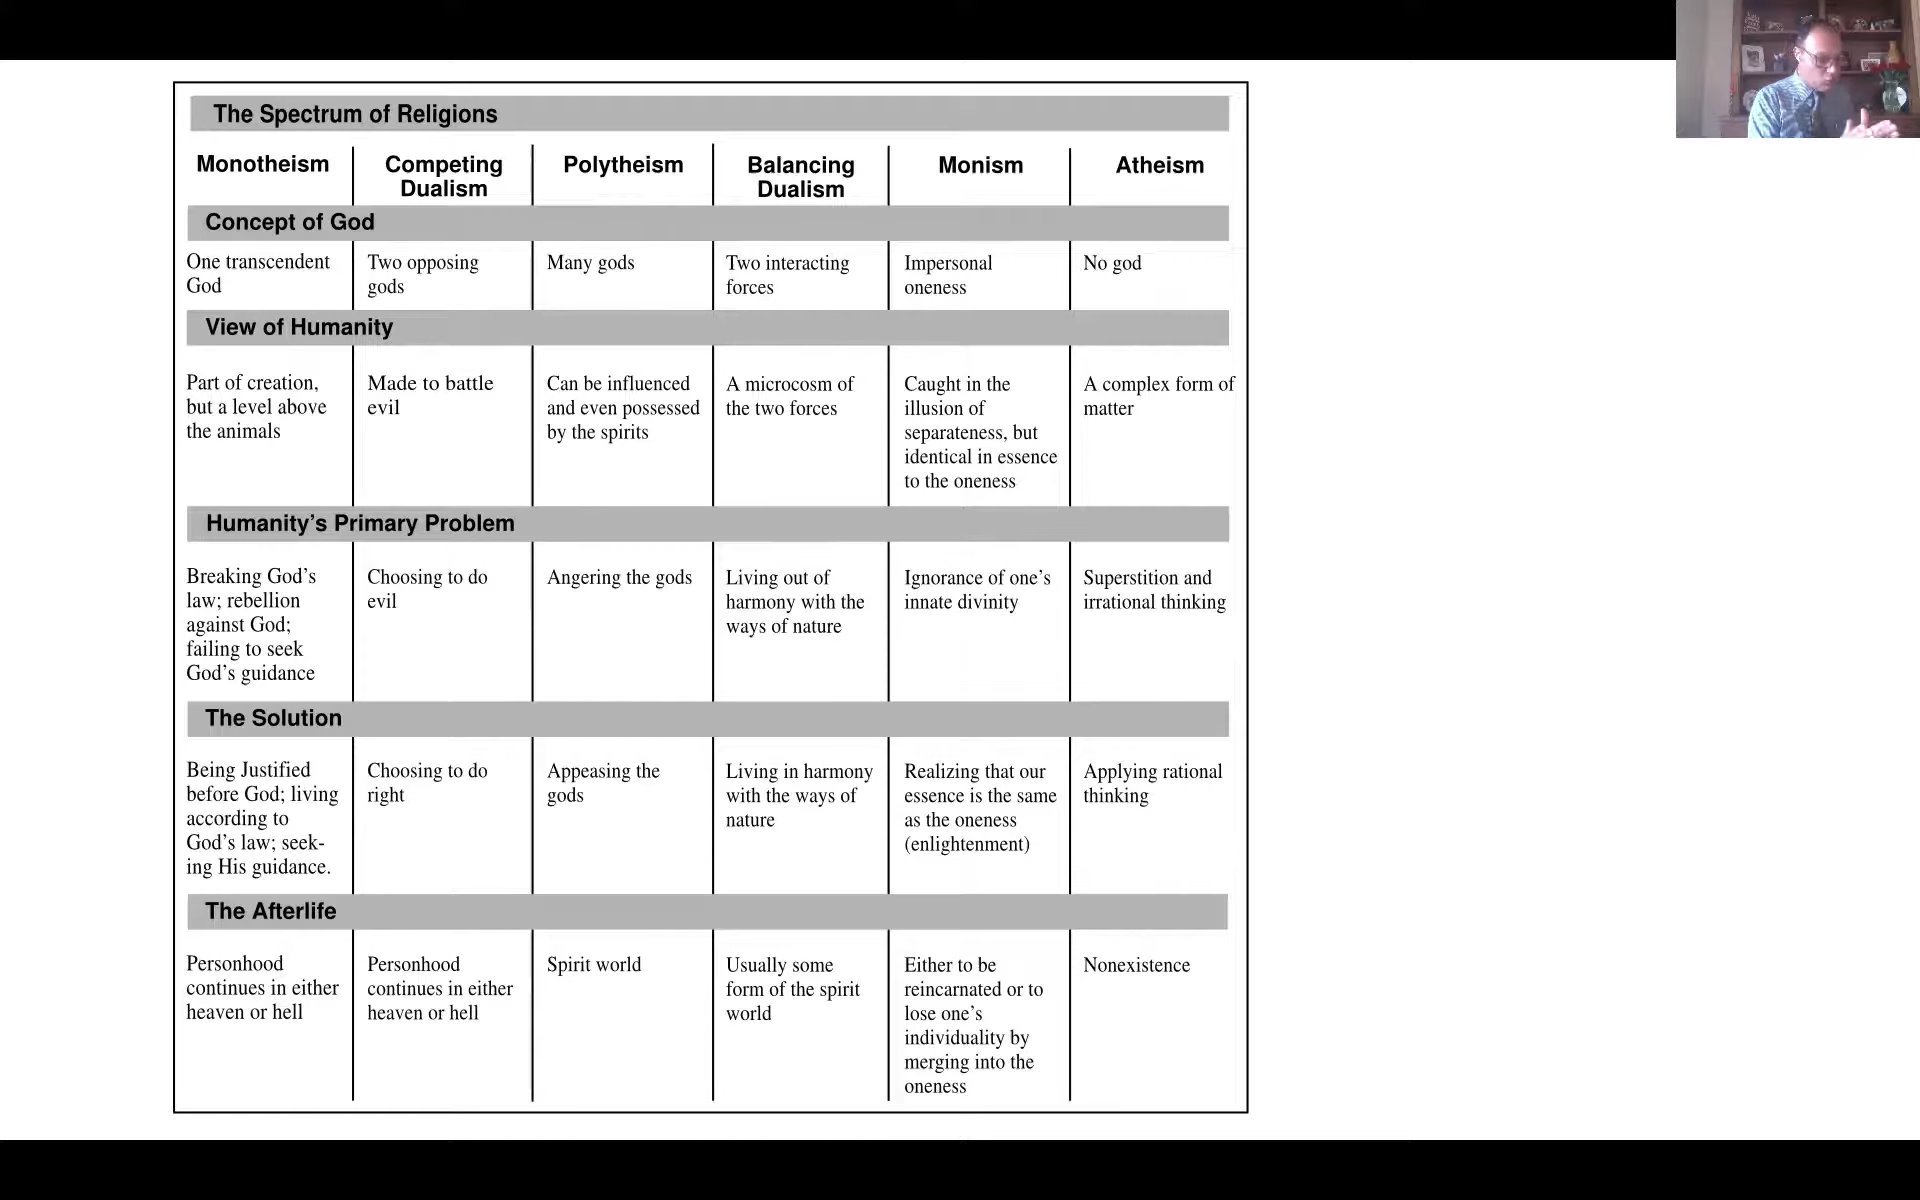 The Spectrum of Religions
Monotheism
Competing
Dualism
Polytheism
Balancing
Dualism
Monism
Atheism
Concept of God
One transcendent
God
Two opposing
gods
Many gods
Two interacting
forces
Impersonal
oneness
No god
View of Humanity
Part of creation,
but a level above
the animals
Made to battle
evil
Can be influenced
and even possessed
by the spirits
A microcosm of
the two forces
Caught in the
illusion of
separateness, but
identical in essence
to the oneness
A complex form of
matter
Humanity’s Primary Problem
Breaking God’s
law; rebellion
against God;
failing to seek
God’s guidance
Choosing to do
evil
Angering the gods
Living out of
harmony with the
ways of nature
Ignorance of one’s
innate divinity
Superstition and
irrational thinking
The Solution
Being Justified
before God; living
according to
God’s law; seek-
ing His guidance.
Choosing to do
right
Appeasing the
gods
Living in harmony
with the ways of
nature
Realizing that our
essence is the same
as the oneness
(enlightenment)
Applying rational
thinking
The Afterlife
Personhood
continues in either
heaven or hell
Personhood
continues in either
heaven or hell
Spirit world
Usually some
form of the spirit
world
Either to be
reincarnated or to
lose one’s
individuality by
merging into the
oneness
Nonexistence